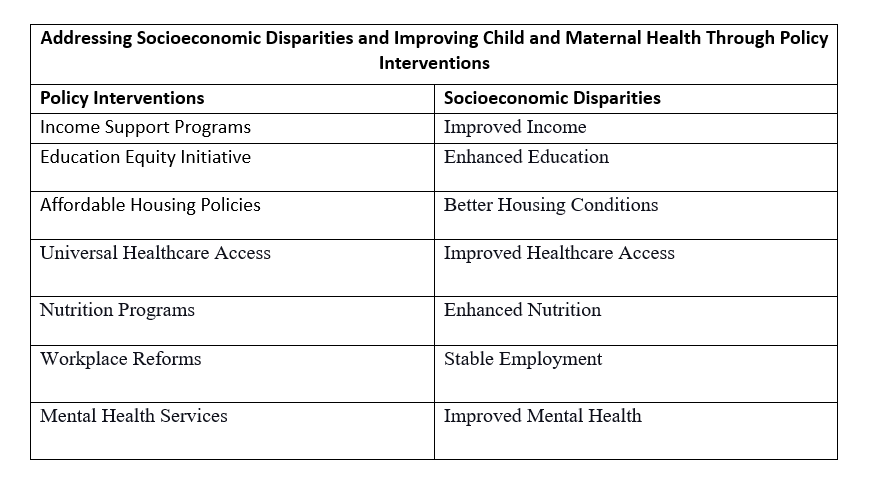 Addressing Socioeconomic Disparities and Improving Child and Maternal Health Through Policy
Interventions
Policy Interventions
Socioeconomic Disparities
Income Support Programs
Improved Income
Education Equity Initiative
Enhanced Education
Affordable Housing Policies
Better Housing Conditions
Universal Healthcare Access
Improved Healthcare Access
Nutrition Programs
Enhanced Nutrition
Workplace Reforms
Stable Employment
Mental Health Services
Improved Mental Health